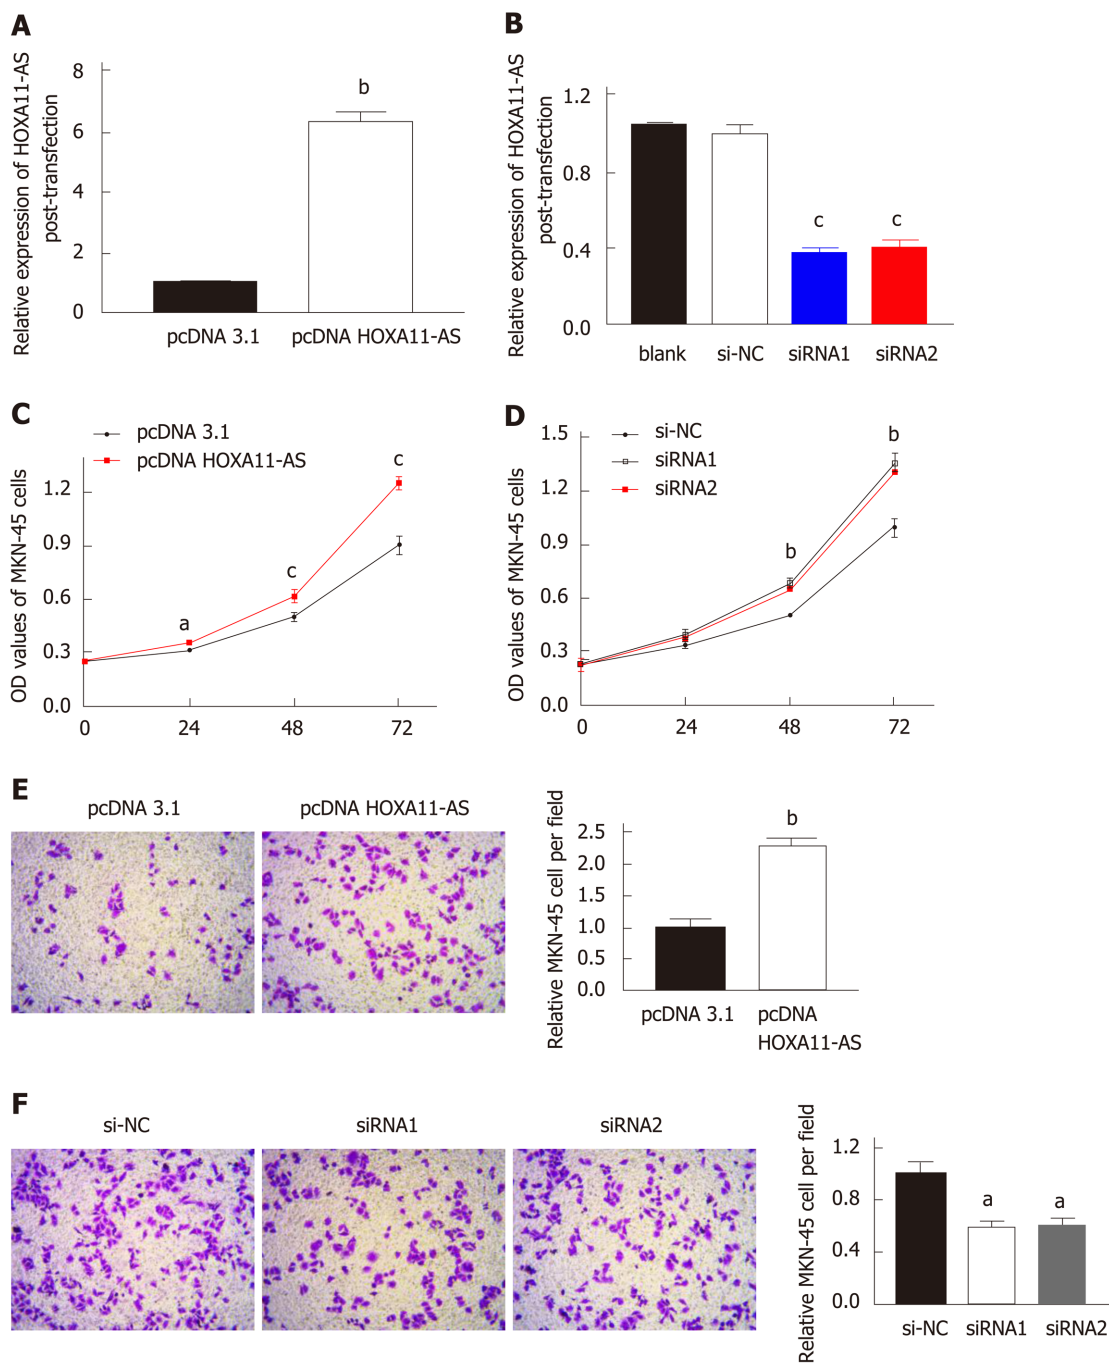 A
Relative expression of HOXA11-AS
post-transfection
8
6
4
2
0
b
pcDNA 3.1
pcDNA HOXA11-AS
B
Relative expression of HOXA11-AS
post-transfection
1.2
0.8
0.4
0.0
c
c
blank
si-NC
siRNA1
siRNA2
C
pcDNA 3.1
pcDNA HOXA11-AS
OD values of MKN-45 cells
1.2
0.9
0.6
0.3
0.0
a
c
c
0
24
48
72
D
si-NC
siRNA1
siRNA2
OD values of MKN-45 cells
1.5
1.2
0.9
0.6
0.3
0.0
b
b
0
24
48
72
E
pcDNA 3.1
pcDNA HOXA11-AS
Relative MKN-45 cell per field
2.5
2.0
1.5
1.0
0.5
0.0
b
pcDNA 3.1
pcDNA
HOXA11-AS
F
si-NC
siRNA1
siRNA2
Relative MKN-45 cell per field
1.2
0.8
0.4
0.0
a
a
si-NC
siRNA1
siRNA2